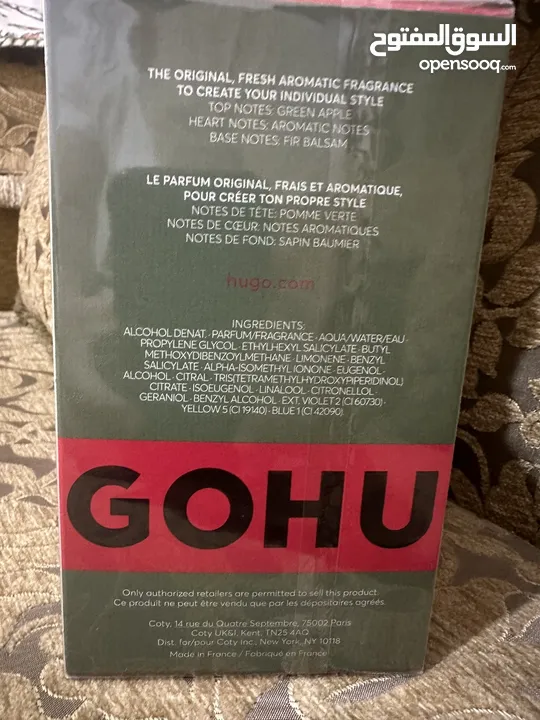 السوق المفتوح
opensooq.com
THE ORIGINAL, FRESH AROMATIC FRAGRANCE
TO CREATE YOUR INDIVIDUAL STYLE
TOP NOTES: GREEN APPLE
HEART NOTES: AROMATIC NOTES
BASE NOTES: FIR BALSAM
LE PARFUM ORIGINAL, FRAIS ET AROMATIQUE,
POUR CRÉER TON PROPRE STYLE
NOTES DE TÊTE: POMME VERTE
NOTES DE CŒUR: NOTES AROMATIQUES
NOTES DE FOND: SAPIN BAUMIER
hugo.com
INGREDIENTS:
ALCOHOL DENAT. · PARFUM/FRAGRANCE · AQUA/WATER/EAU ·
PROPYLENE GLYCOL · ETHYLHEXYL SALICYLATE · BUTYL
METHOXYDIBENZOYLMETHANE · LIMONENE · BENZYL
SALICYLATE · ALPHA-ISOMETHYL IONONE · EUGENOL ·
ALCOHOL · CITRAL · TRIS(TETRAMETHYLHYDROXYPIPERIDINOL)
CITRATE · ISOEUGENOL · LINALOOL · CITRONELLOL ·
GERANIOL · BENZYL ALCOHOL · EXT. VIOLET 2 (CI 60730) ·
YELLOW 5 (CI 19140) · BLUE 1 (CI 42090).
GOHU
Only authorized retailers are permitted to sell this product.
Ce produit ne peut être vendu que par les dépositaires agréés.
Coty, 14 rue du Quatre Septembre, 75002 Paris
Coty UK&I, Kent, TN25 4AQ
Dist. for/pour Coty Inc., New York, NY 10118
Made in France / Fabriqué en France